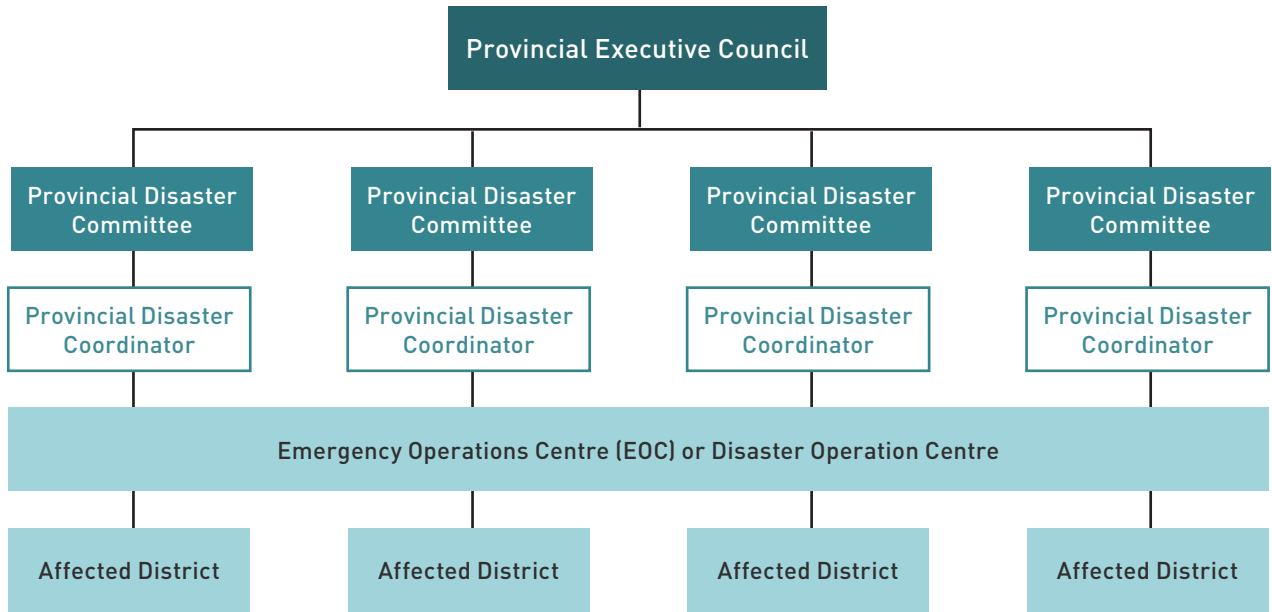 Provincial Executive Council
Provincial Disaster
Committee
Provincial Disaster
Committee
Provincial Disaster
Committee
Provincial Disaster
Committee
Provincial Disaster
Coordinator
Provincial Disaster
Coordinator
Provincial Disaster
Coordinator
Provincial Disaster
Coordinator
Emergency Operations Centre (EOC) or Disaster Operation Centre
Affected District
Affected District
Affected District
Affected District